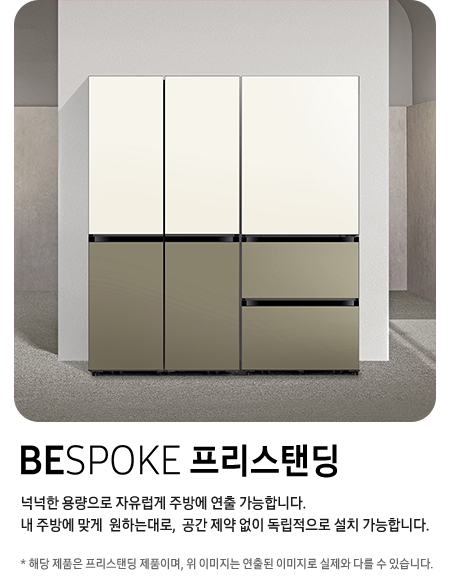 BESPOKE 프리스탠딩
넉넉한 용량으로 자유럽게 주방에 연출 가능합니다.
내 주방에 맞게 원하는대로, 공간 제약 없이 독립적으로 설치 가능합니다.
* 해당 제품은 프리스탠딩 제품이며, 위 이미지는 연출된 이미지로 실제와 다를 수 있습니다.